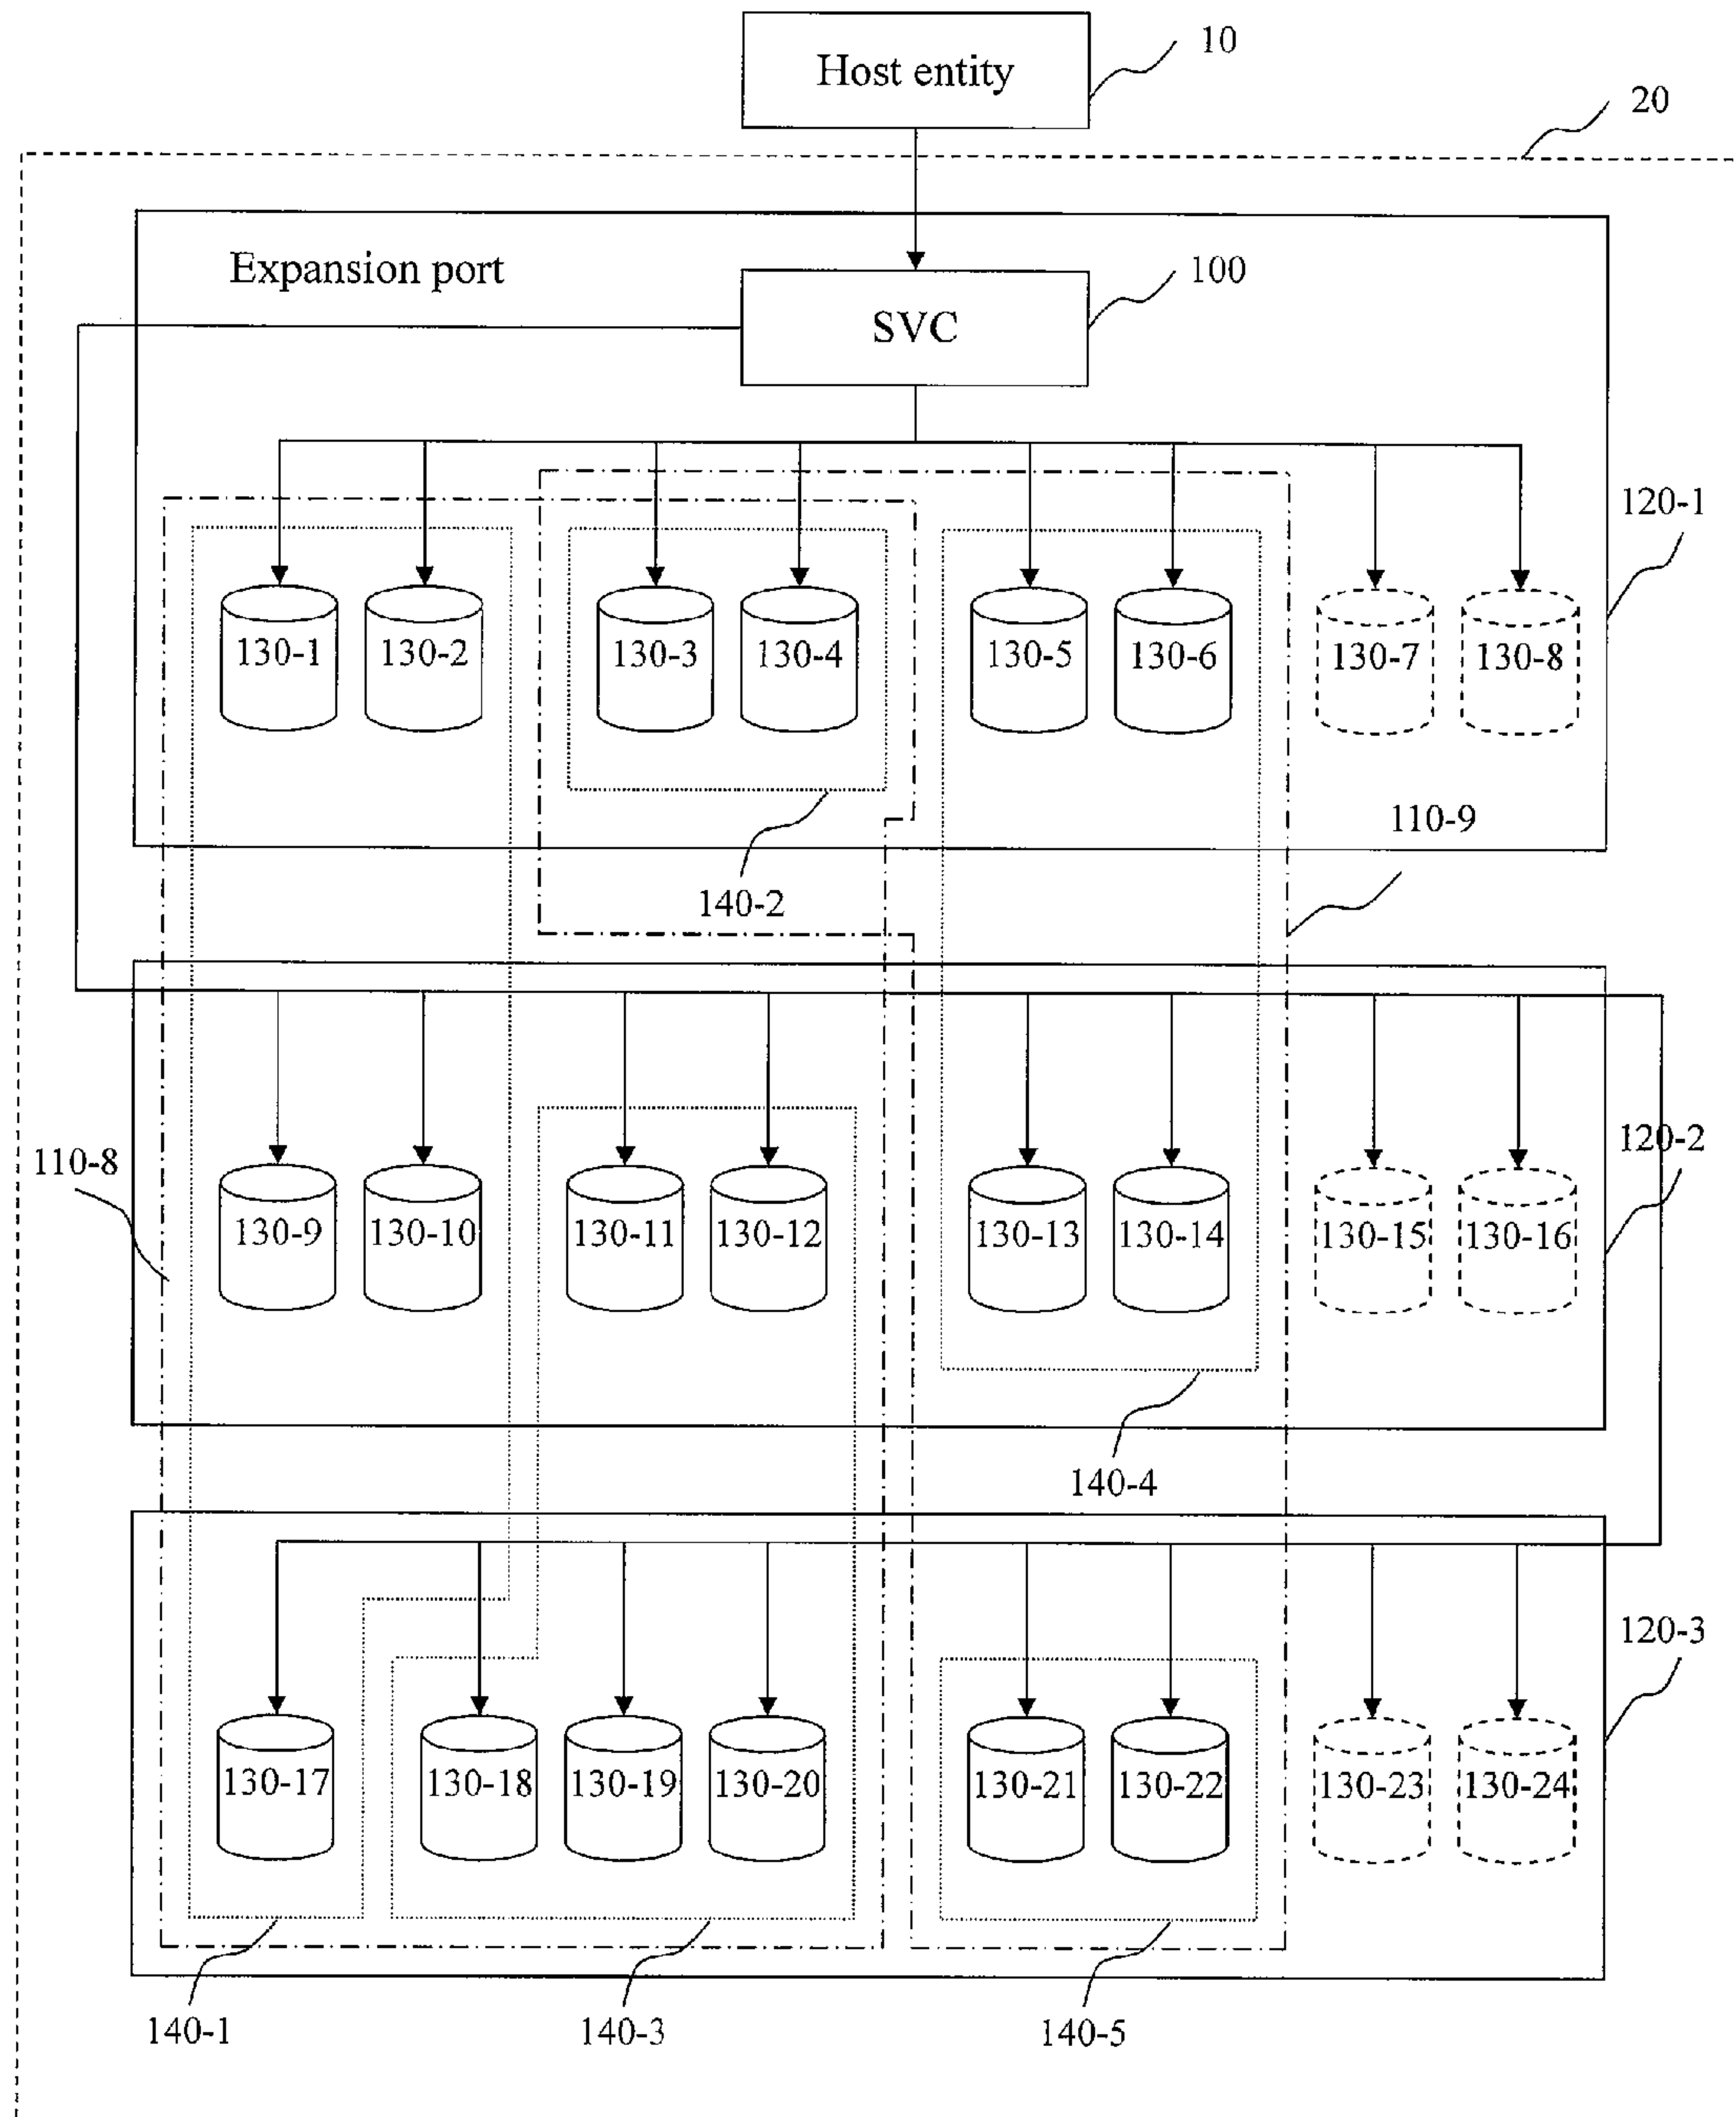 Host entity
10
20
Expansion port
100
SVC
120-1
130-1 130-2 130-3 130-4 130-5 130-6 130-7 130-8
110-9
140-2
110-8
120-2
130-9 130-10 130-11 130-12 130-13 130-14 130-15 130-16
140-4
120-3
130-17 130-18 130-19 130-20 130-21 130-22 130-23 130-24
140-1 140-3 140-5